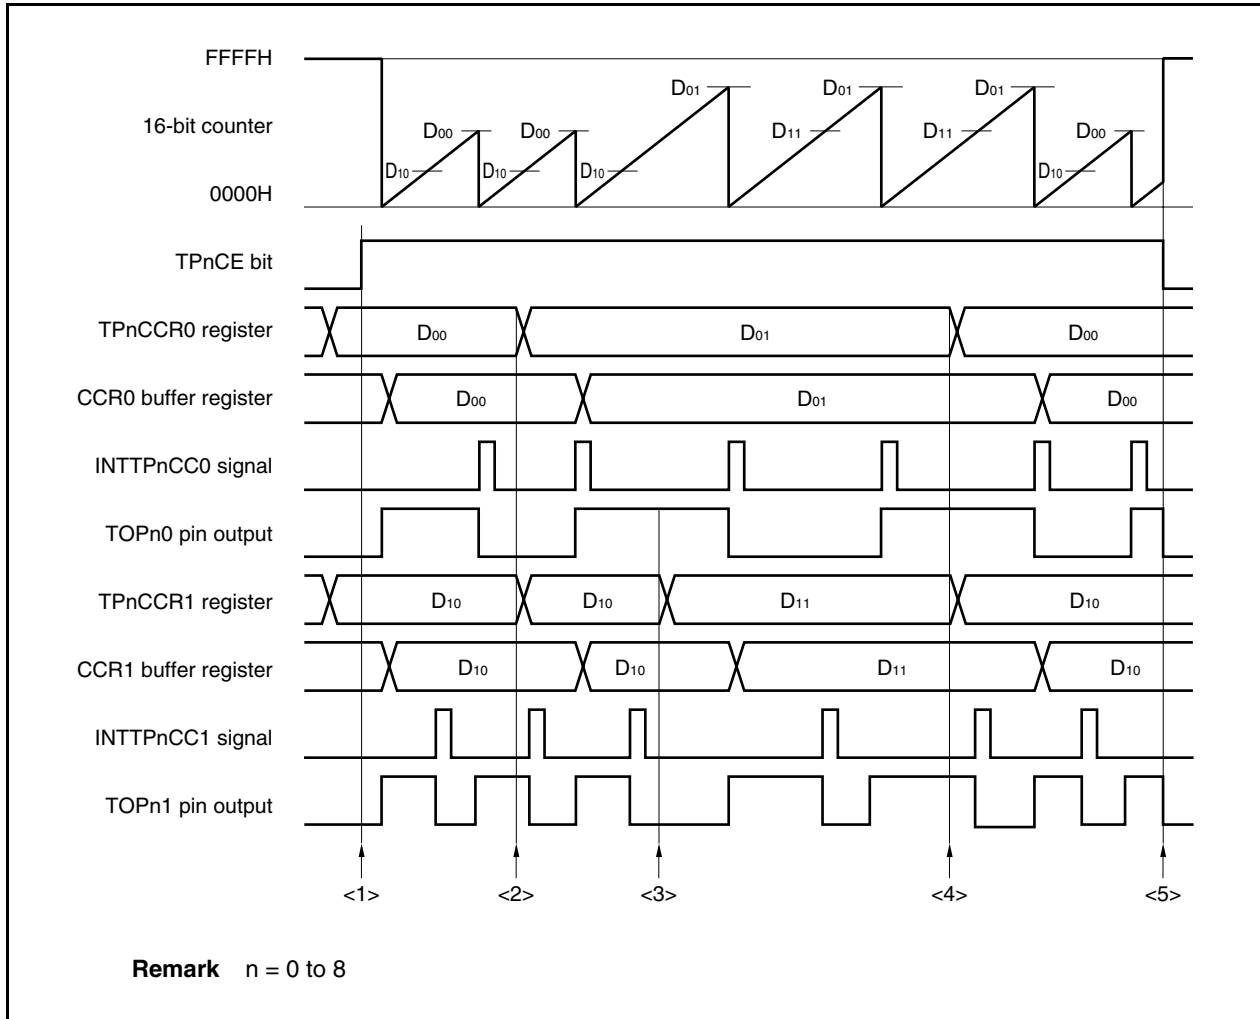 FFFFH
D01 D01 D01
16-bit counter D00 D00 D11 D11 D00
D10 D10 D10 D10
0000H
TPnCE bit
TPnCCR0 register D00 D01 D00
CCR0 buffer register D00 D01 D00
INTTPnCC0 signal
TOPn0 pin output
TPnCCR1 register D10 D10 D11 D10
CCR1 buffer register D10 D10 D11 D10
INTTPnCC1 signal
TOPn1 pin output
<1> <2> <3> <4> <5>
Remark n = 0 to 8